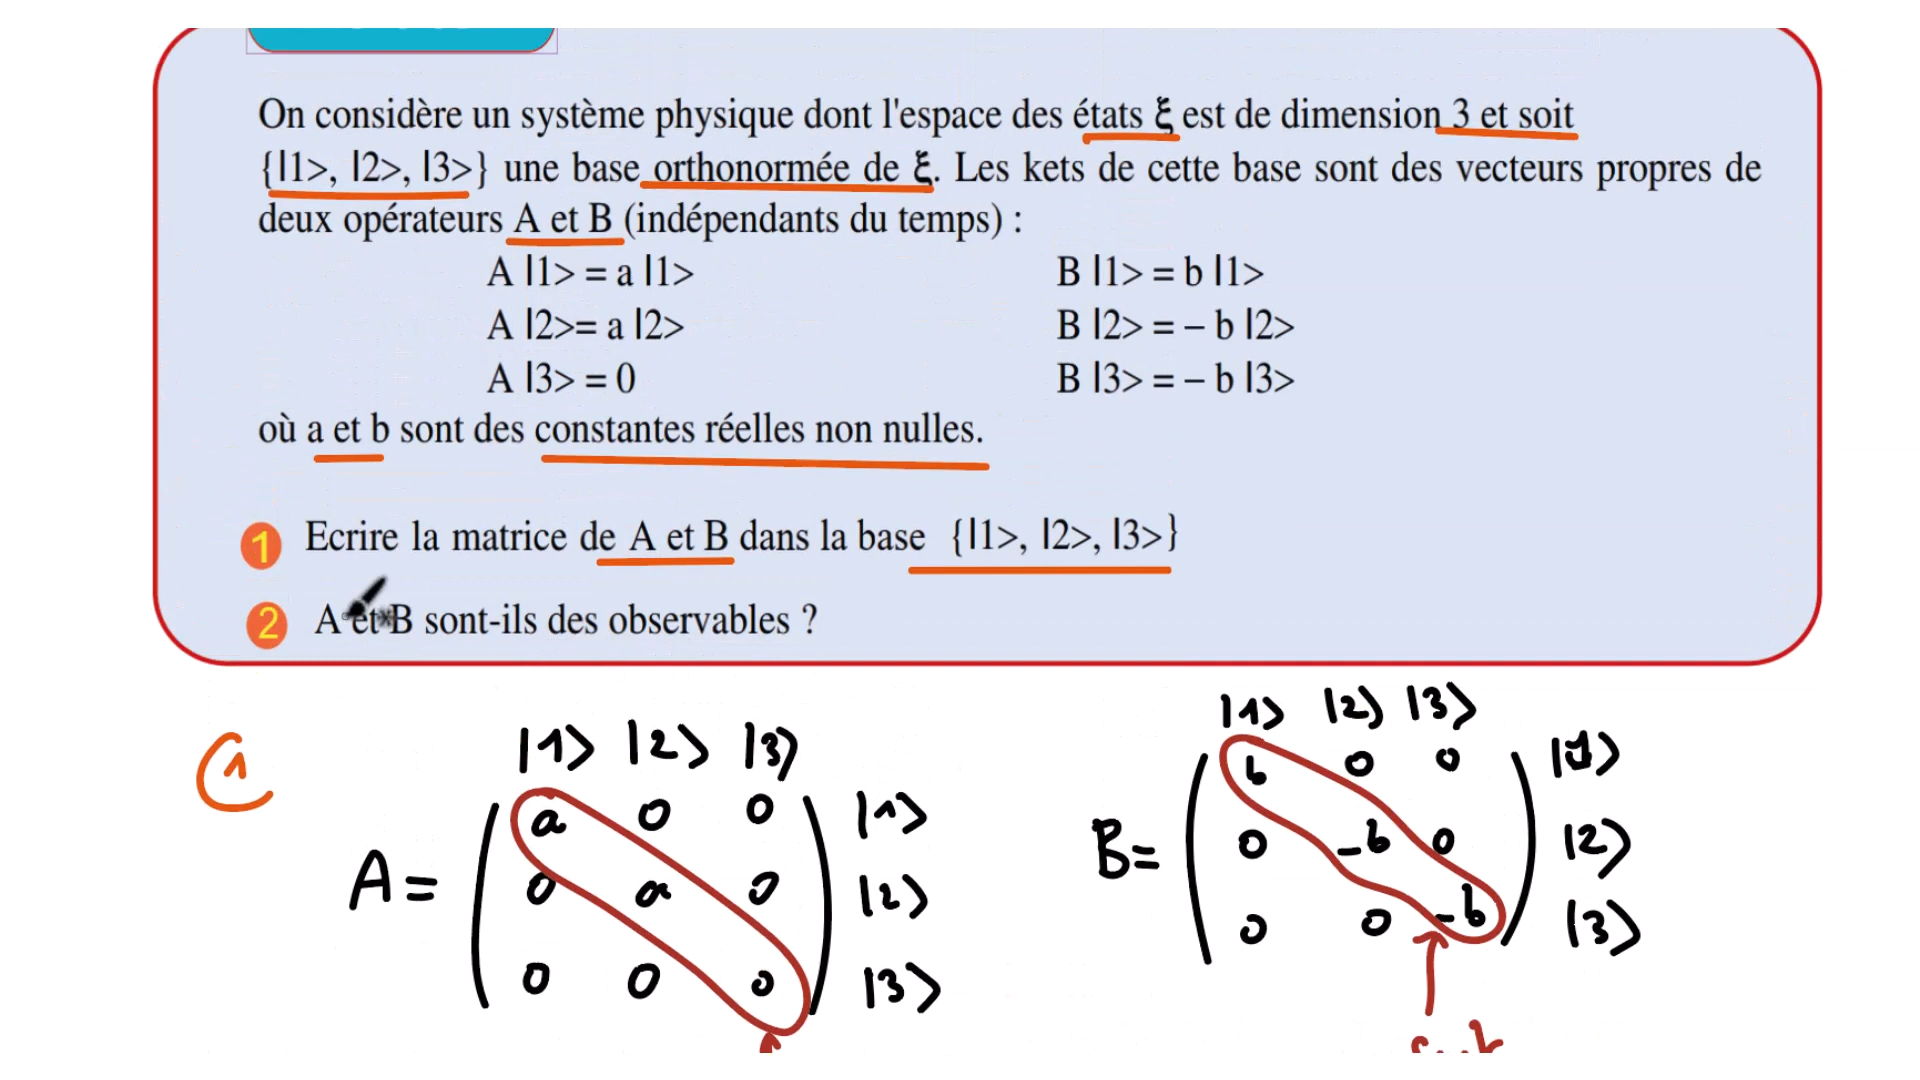 On considère un système physique dont l'espace des états ξ est de dimension 3 et soit
{|1>, |2>, |3>} une base orthonormée de ξ. Les kets de cette base sont des vecteurs propres de
deux opérateurs A et B (indépendants du temps) :
A |1> = a |1> B |1> = b |1>
A |2>= a |2> B |2> = – b |2>
A |3> = 0 B |3> = – b |3>
où a et b sont des constantes réelles non nulles.
1 Ecrire la matrice de A et B dans la base {|1>, |2>, |3>}
2 A et B sont-ils des observables ?
1
|1> |2> |3>
A = ( a 0 0 ) |1>
0 a 0 |2>
0 0 0 |3>
|1> |2> |3>
B = ( b 0 0 ) |1>
0 -b 0 |2>
0 0 -b |3>